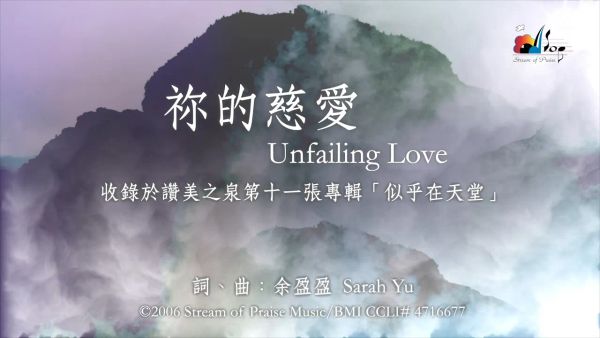 Sop
Stream of Praise
祢的慈愛
Unfailing Love
收錄於讚美之泉第十一張專輯「似乎在天堂」
詞、曲：余盈盈 Sarah Yu
©2006 Stream of Praise Music/BMI CCLI# 4716677